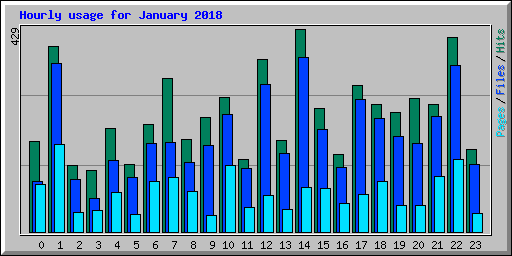 Hourly usage for January 2018
429
Pages/Files/Hits
0 1 2 3 4 5 6 7 8 9 10 11 12 13 14 15 16 17 18 19 20 21 22 23